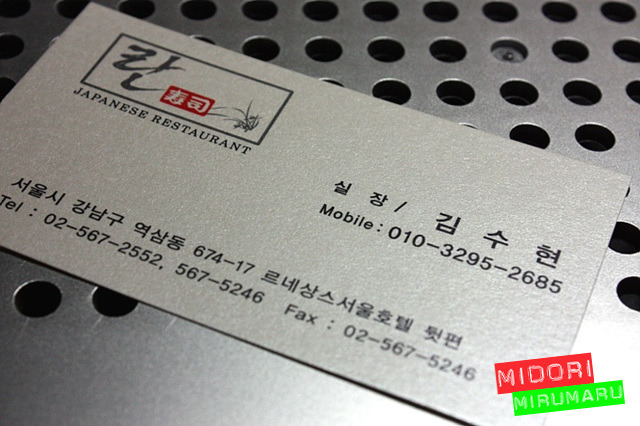 란
寿司
JAPANESE RESTAURANT
실 장 / 김 수 현
Mobile : 010-3295-2685
서울시 강남구 역삼동 674-17 르네상스서울호텔 뒷편
Tel : 02-567-2552, 567-5246 Fax : 02-567-5246
MIDORI
MIRUMARU